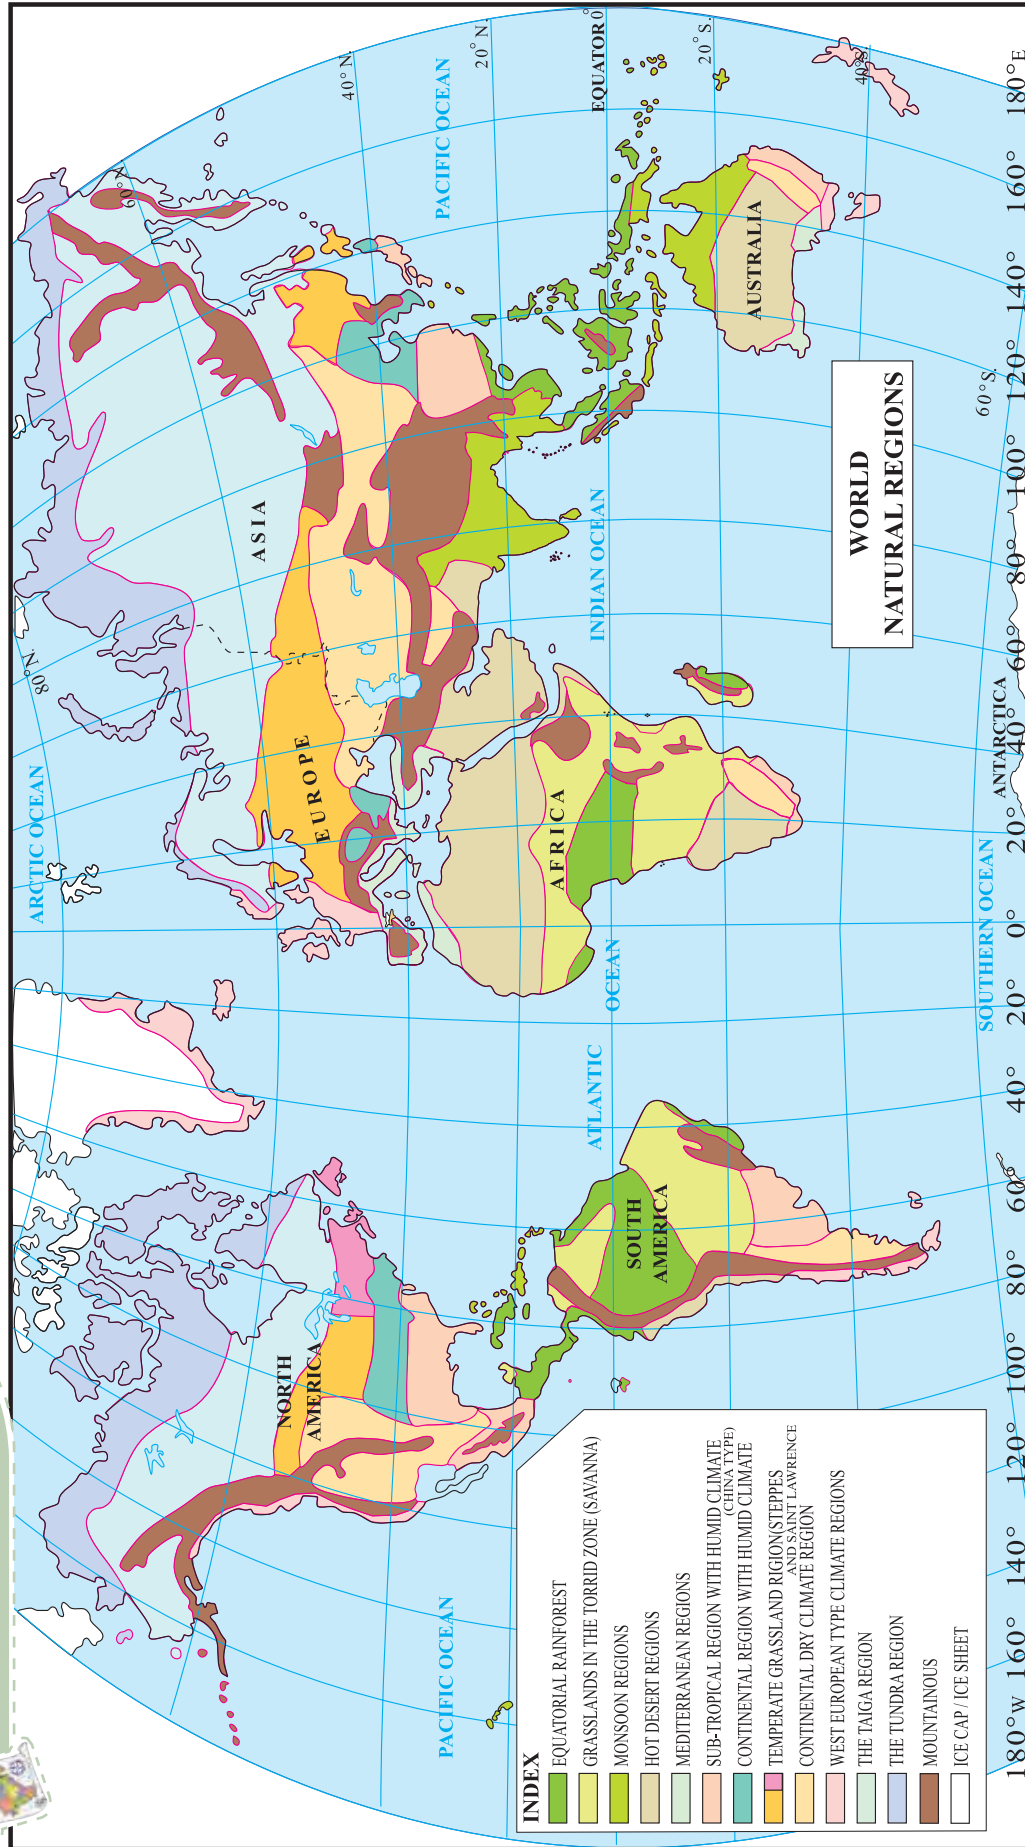 WORLD
NATURAL REGIONS
ARCTIC OCEAN
PACIFIC OCEAN
PACIFIC OCEAN
ATLANTIC
OCEAN
INDIAN OCEAN
SOUTHERN OCEAN
NORTH
AMERICA
SOUTH
AMERICA
EUROPE
ASIA
AFRICA
AUSTRALIA
ANTARCTICA
80°N.
60°N.
40°N.
20°N.
EQUATOR 0°
20°S.
40°S.
60°S.
180°W 160° 140° 120° 100° 80° 60° 40° 20° 0° 20° 40° 60° 80° 100° 120° 140° 160° 180°E
INDEX
EQUATORIAL RAINFOREST
GRASSLANDS IN THE TORRID ZONE (SAVANNA)
MONSOON REGIONS
HOT DESERT REGIONS
MEDITERRANEAN REGIONS
SUB-TROPICAL REGION WITH HUMID CLIMATE
(CHINA TYPE)
CONTINENTAL REGION WITH HUMID CLIMATE
TEMPERATE GRASSLAND RIGION(STEPPES
AND SAINT LAWRENCE
CONTINENTAL DRY CLIMATE REGION
WEST EUROPEAN TYPE CLIMATE REGIONS
THE TAIGA REGION
THE TUNDRA REGION
MOUNTAINOUS
ICE CAP / ICE SHEET